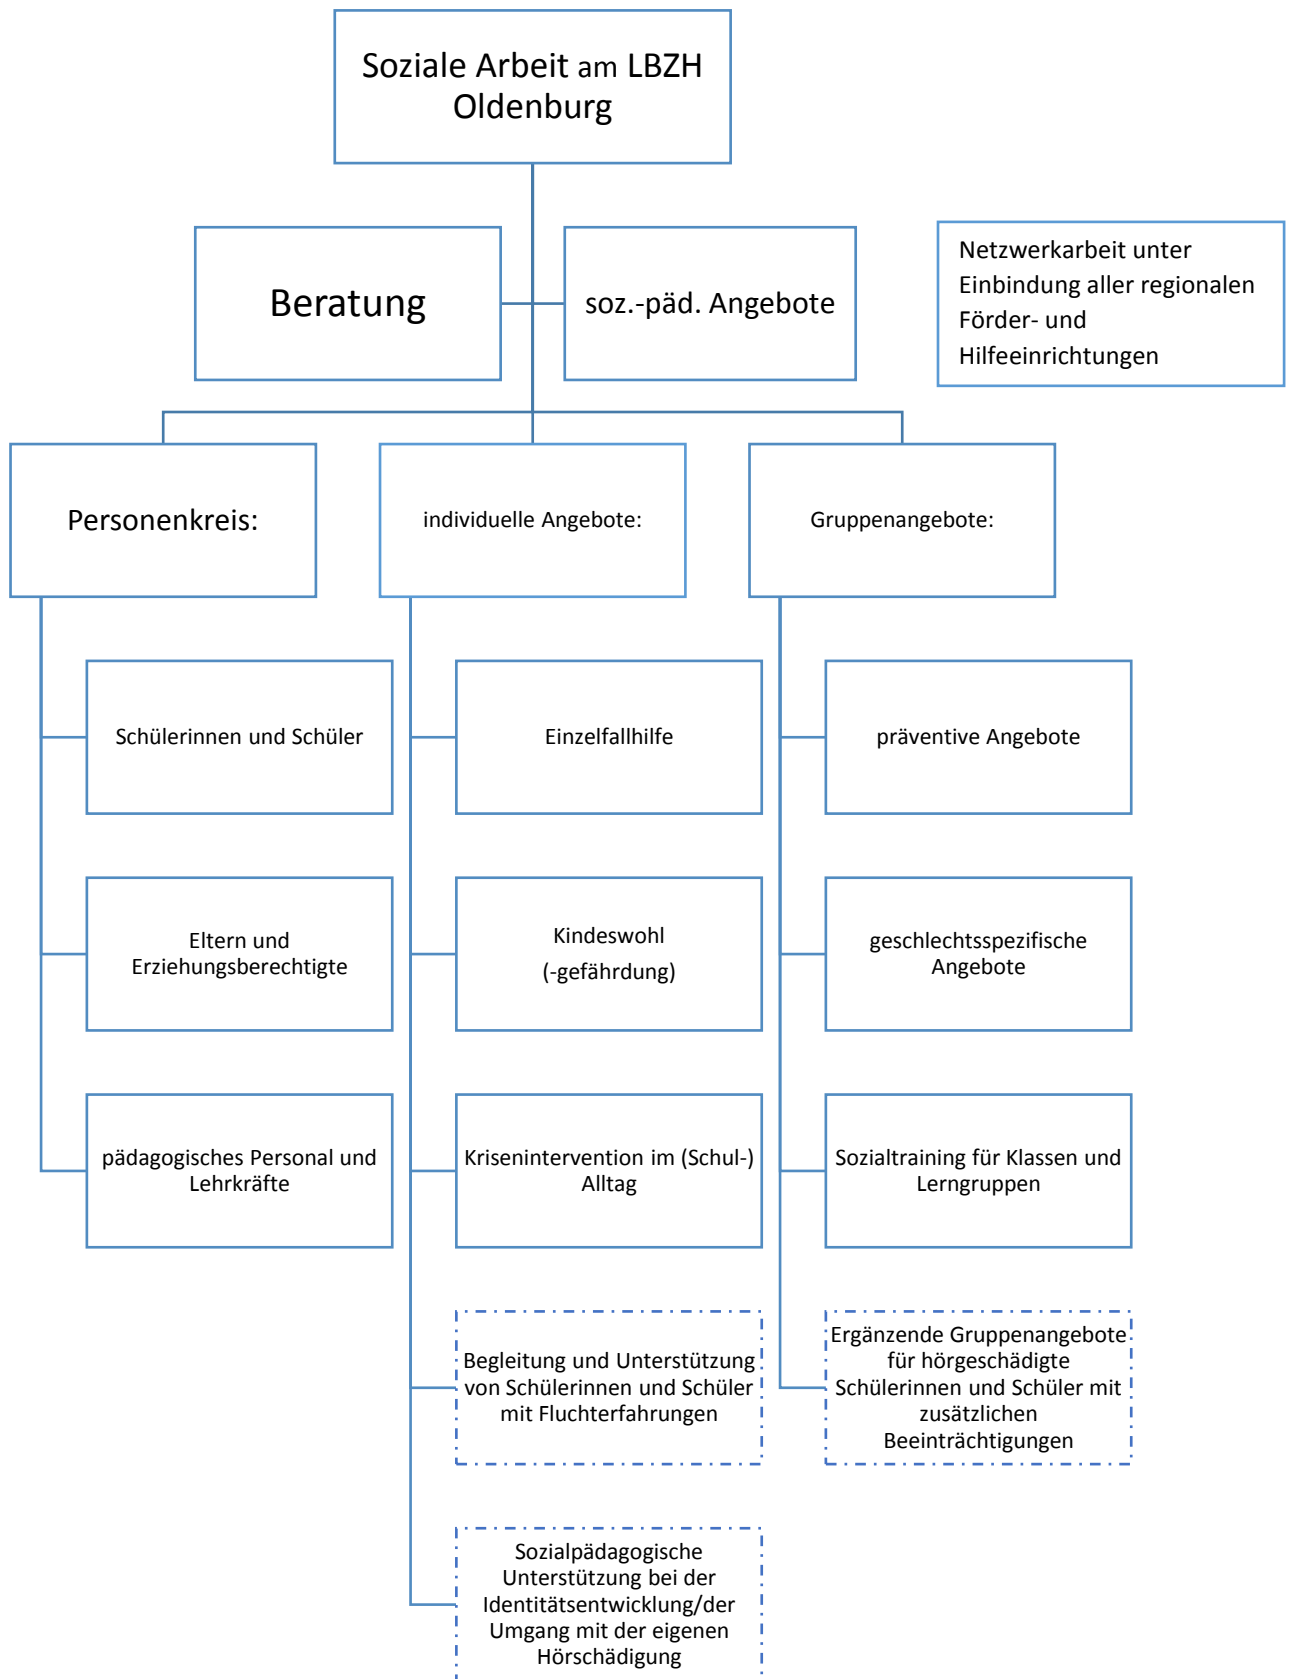 Soziale Arbeit am LBZH
Oldenburg
Beratung
soz.-päd. Angebote
Netzwerkarbeit unter
Einbindung aller regionalen
Förder- und
Hilfeeinrichtungen
Personenkreis:
individuelle Angebote:
Gruppenangebote:
Schülerinnen und Schüler
Einzelfallhilfe
präventive Angebote
Eltern und
Erziehungsberechtigte
Kindeswohl
(-gefährdung)
geschlechtsspezifische
Angebote
pädagogisches Personal und
Lehrkräfte
Krisenintervention im (Schul-)
Alltag
Sozialtraining für Klassen und
Lerngruppen
Begleitung und Unterstützung
von Schülerinnen und Schüler
mit Fluchterfahrungen
Ergänzende Gruppenangebote
für hörgeschädigte
Schülerinnen und Schüler mit
zusätzlichen
Beeinträchtigungen
Sozialpädagogische
Unterstützung bei der
Identitätsentwicklung/der
Umgang mit der eigenen
Hörschädigung